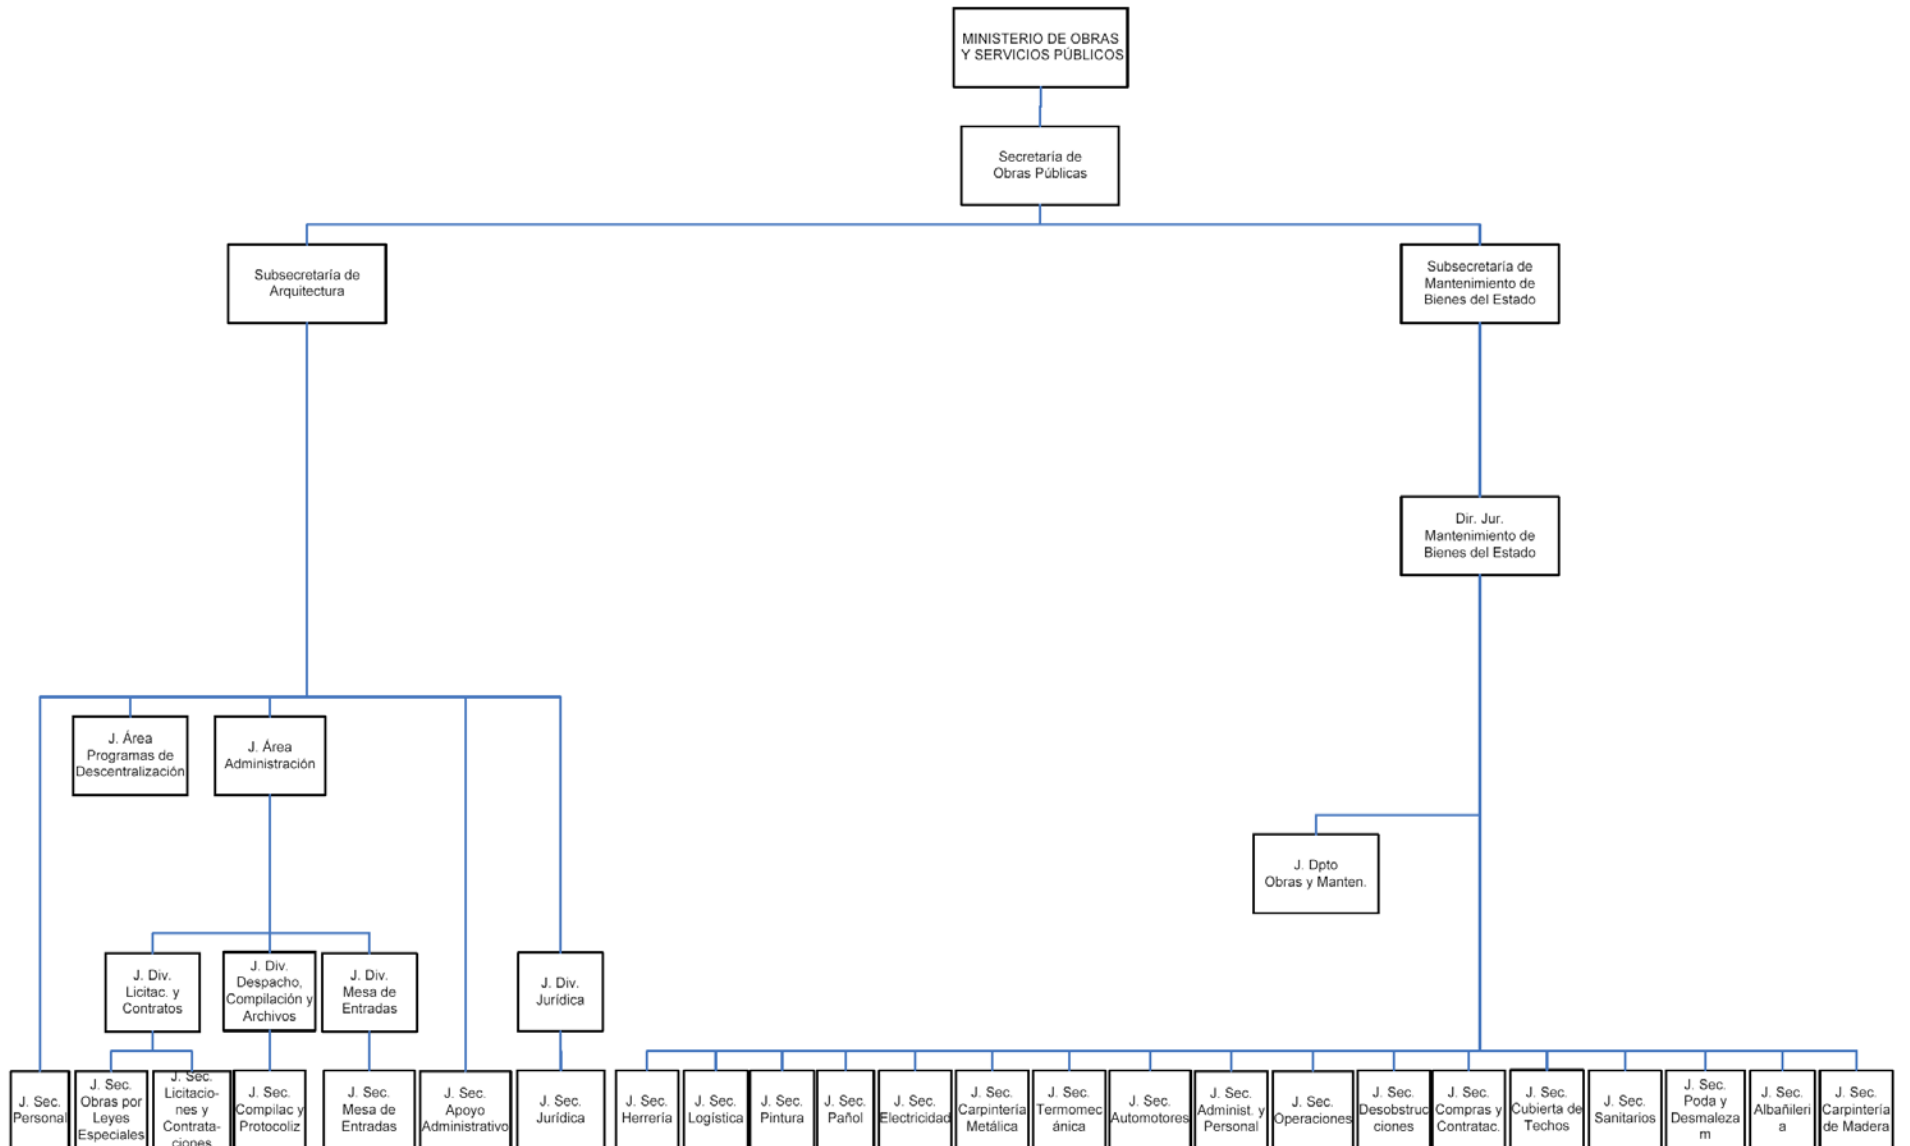 MINISTERIO DE OBRAS
Y SERVICIOS PÚBLICOS
Secretaría de
Obras Públicas
Subsecretaría de
Arquitectura
Subsecretaría de
Mantenimiento de
Bienes del Estado
Dir. Jur.
Mantenimiento de
Bienes del Estado
J. Área
Programas de
Descentralización
J. Área
Administración
J. Dpto
Obras y Manten.
J. Div.
Licitac. y
Contratos
J. Div.
Despacho,
Compilación y
Archivos
J. Div.
Mesa de
Entradas
J. Div.
Jurídica
J. Sec.
Personal
J. Sec.
Obras por
Leyes
Especiales
J. Sec.
Licitacio-
nes y
Contrata-
ciones
J. Sec.
Compilac y
Protocoliz
J. Sec.
Mesa de
Entradas
J. Sec.
Apoyo
Administrativo
J. Sec.
Jurídica
J. Sec.
Herrería
J. Sec.
Logística
J. Sec.
Pintura
J. Sec.
Pañol
J. Sec.
Electricidad
J. Sec.
Carpintería
Metálica
J. Sec.
Termomec
ánica
J. Sec.
Automotores
J. Sec.
Administ. y
Personal
J. Sec.
Operaciones
J. Sec.
Desobstruc
ciones
J. Sec.
Compras y
Contratac.
J. Sec.
Cubierta de
Techos
J. Sec.
Sanitarios
J. Sec.
Poda y
Desmaleza
m
J. Sec.
Albañileri
a
J. Sec.
Carpintería
de Madera